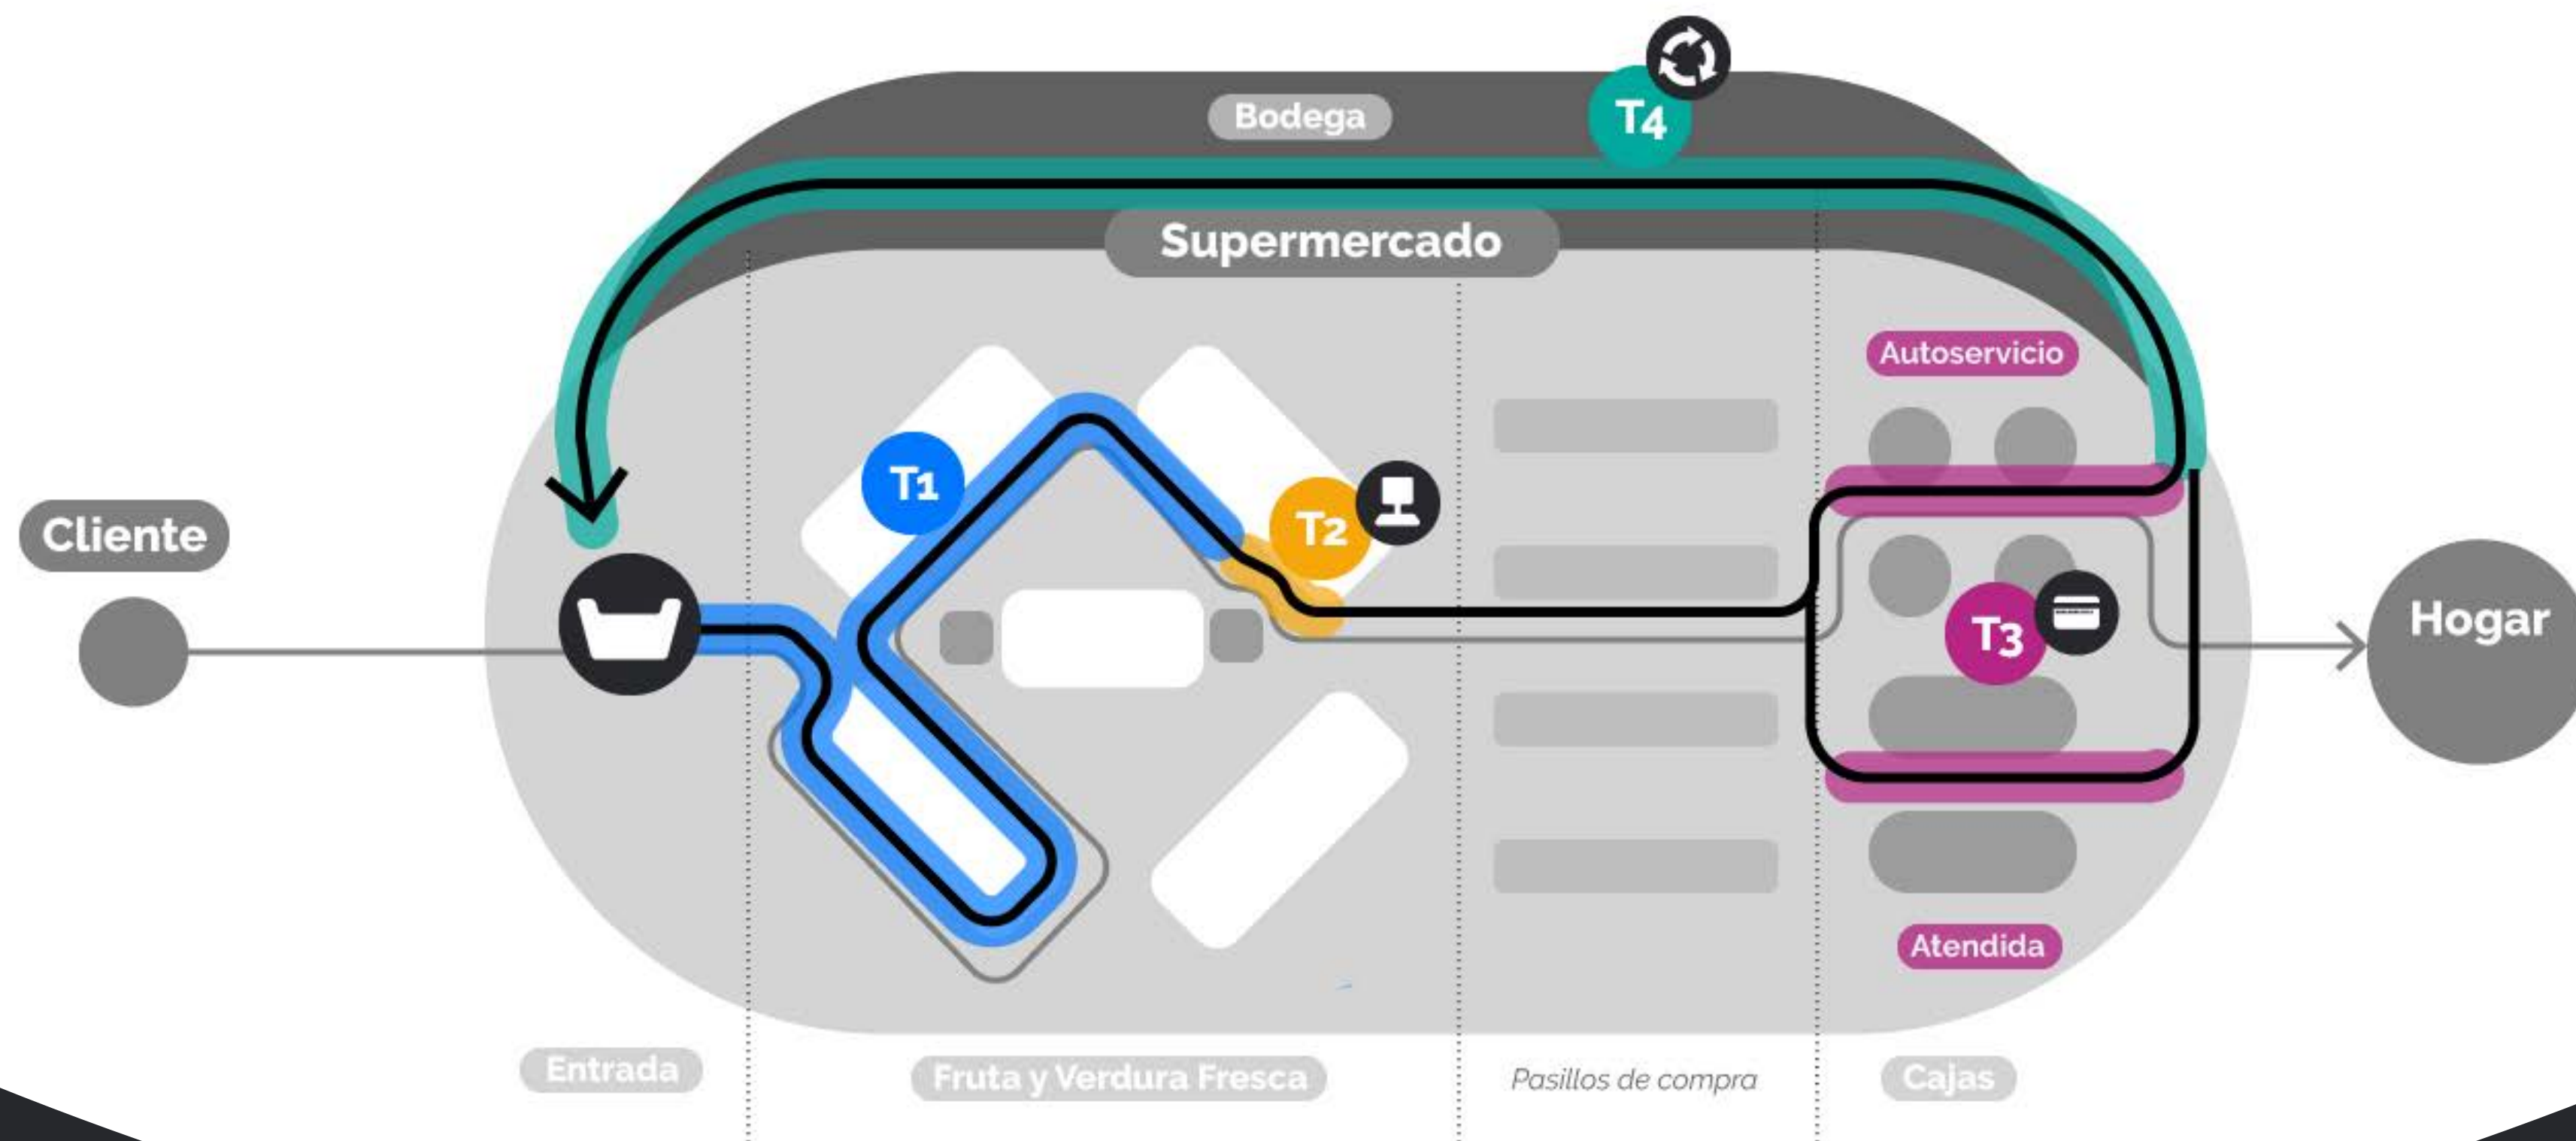 Bodega
T4
Supermercado
Autoservicio
Cliente
T1
T2
T3
Hogar
Atendida
Entrada
Fruta y Verdura Fresca
Pasillos de compra
Cajas